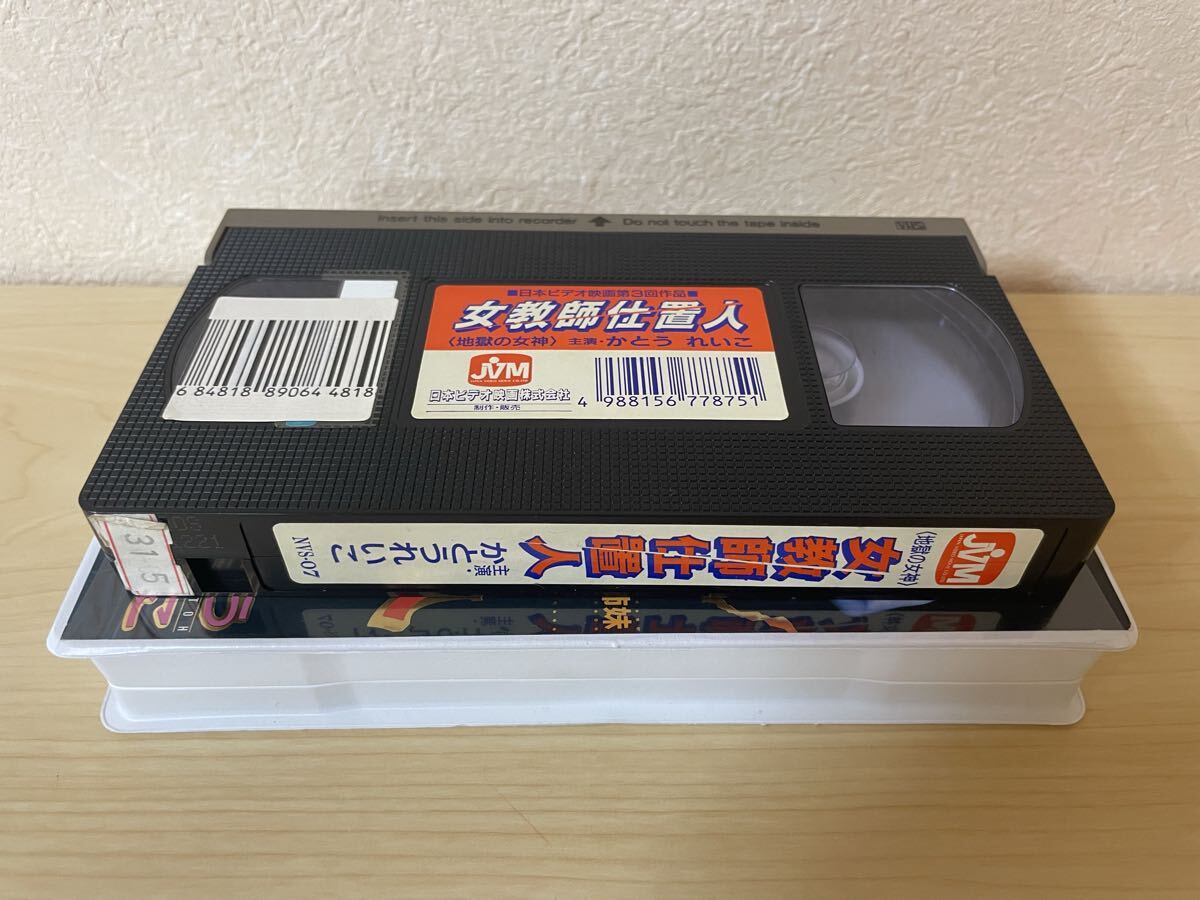 Insert this side into recorder Do not touch the tape inside
VHS
■日本ビデオ映画第3回作品■
女教師仕置人
〈地獄の女神〉 主演・かとう れいこ
JVM
日本ビデオ映画株式会社
制作・販売
4 988156 778751
6 84818 89064 4818
〈地獄の女神〉
JVM
女教師仕置人
主演・かとうれいこ
NVS-07
31 5
221